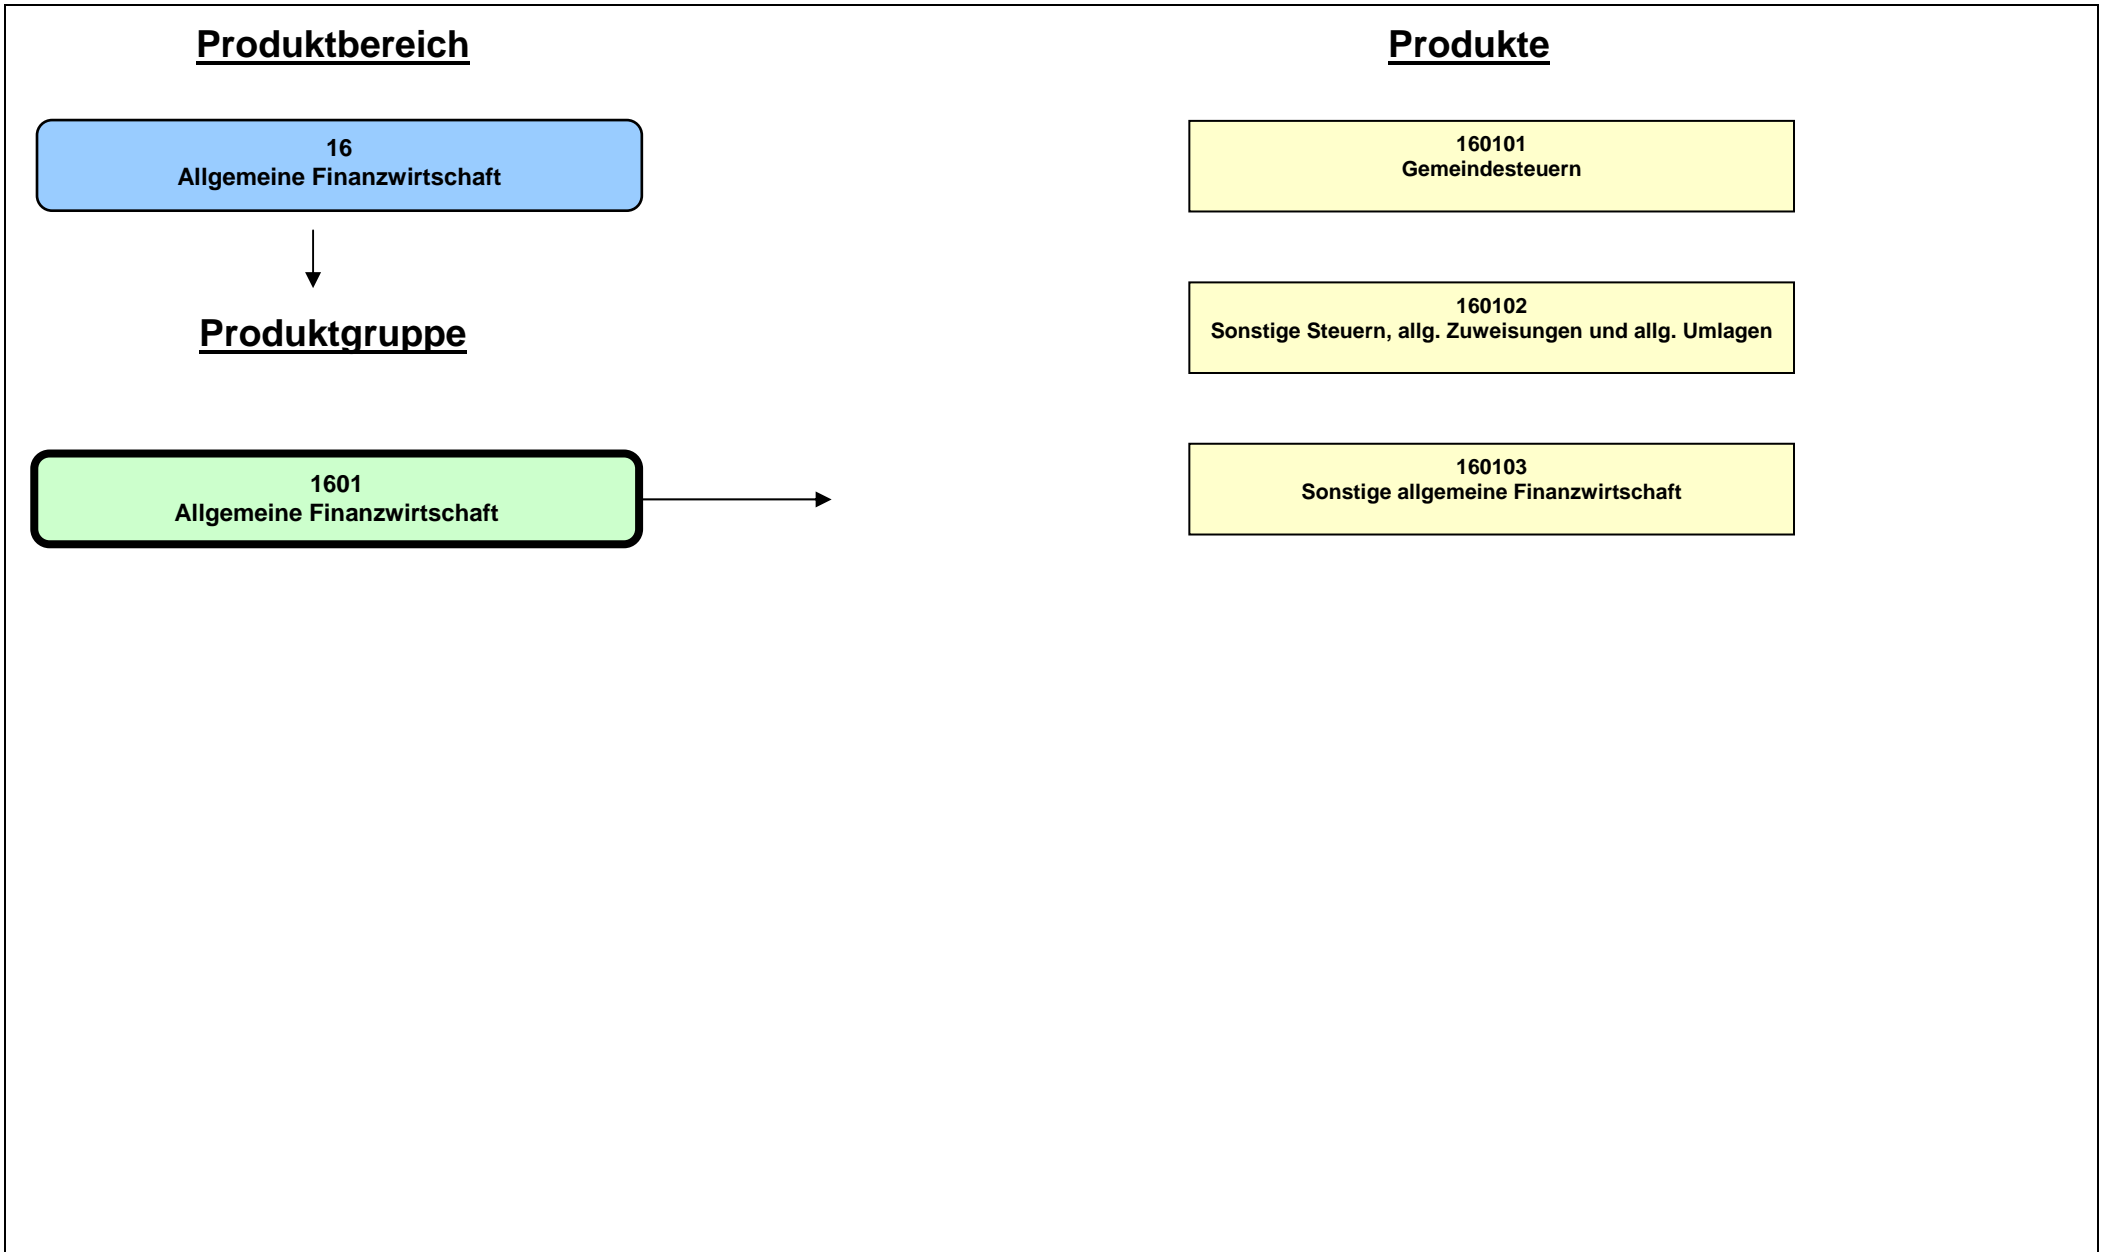 Produktbereich
16
Allgemeine Finanzwirtschaft
Produktgruppe
1601
Allgemeine Finanzwirtschaft
Produkte
160101
Gemeindesteuern
160102
Sonstige Steuern, allg. Zuweisungen und allg. Umlagen
160103
Sonstige allgemeine Finanzwirtschaft